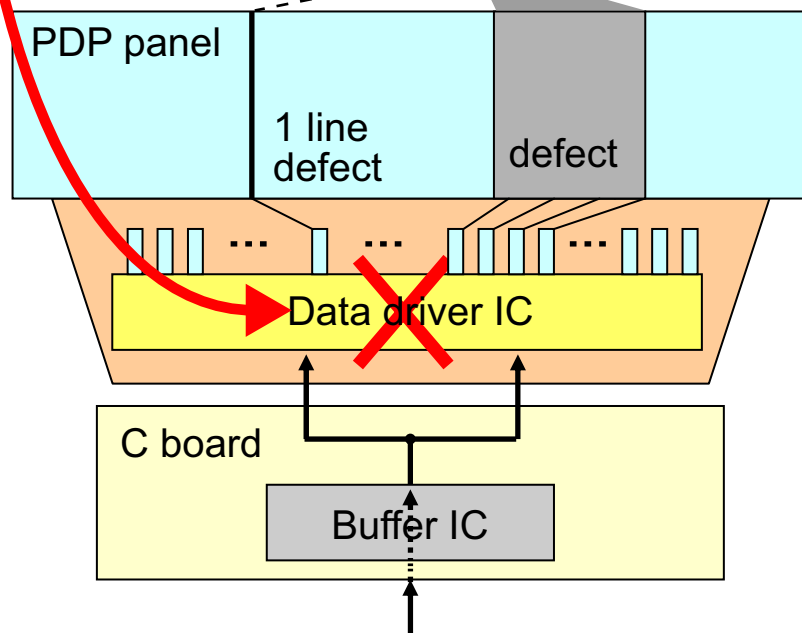 PDP panel
1 line
defect
defect
...
...
...
Data driver IC
C board
Buffer IC